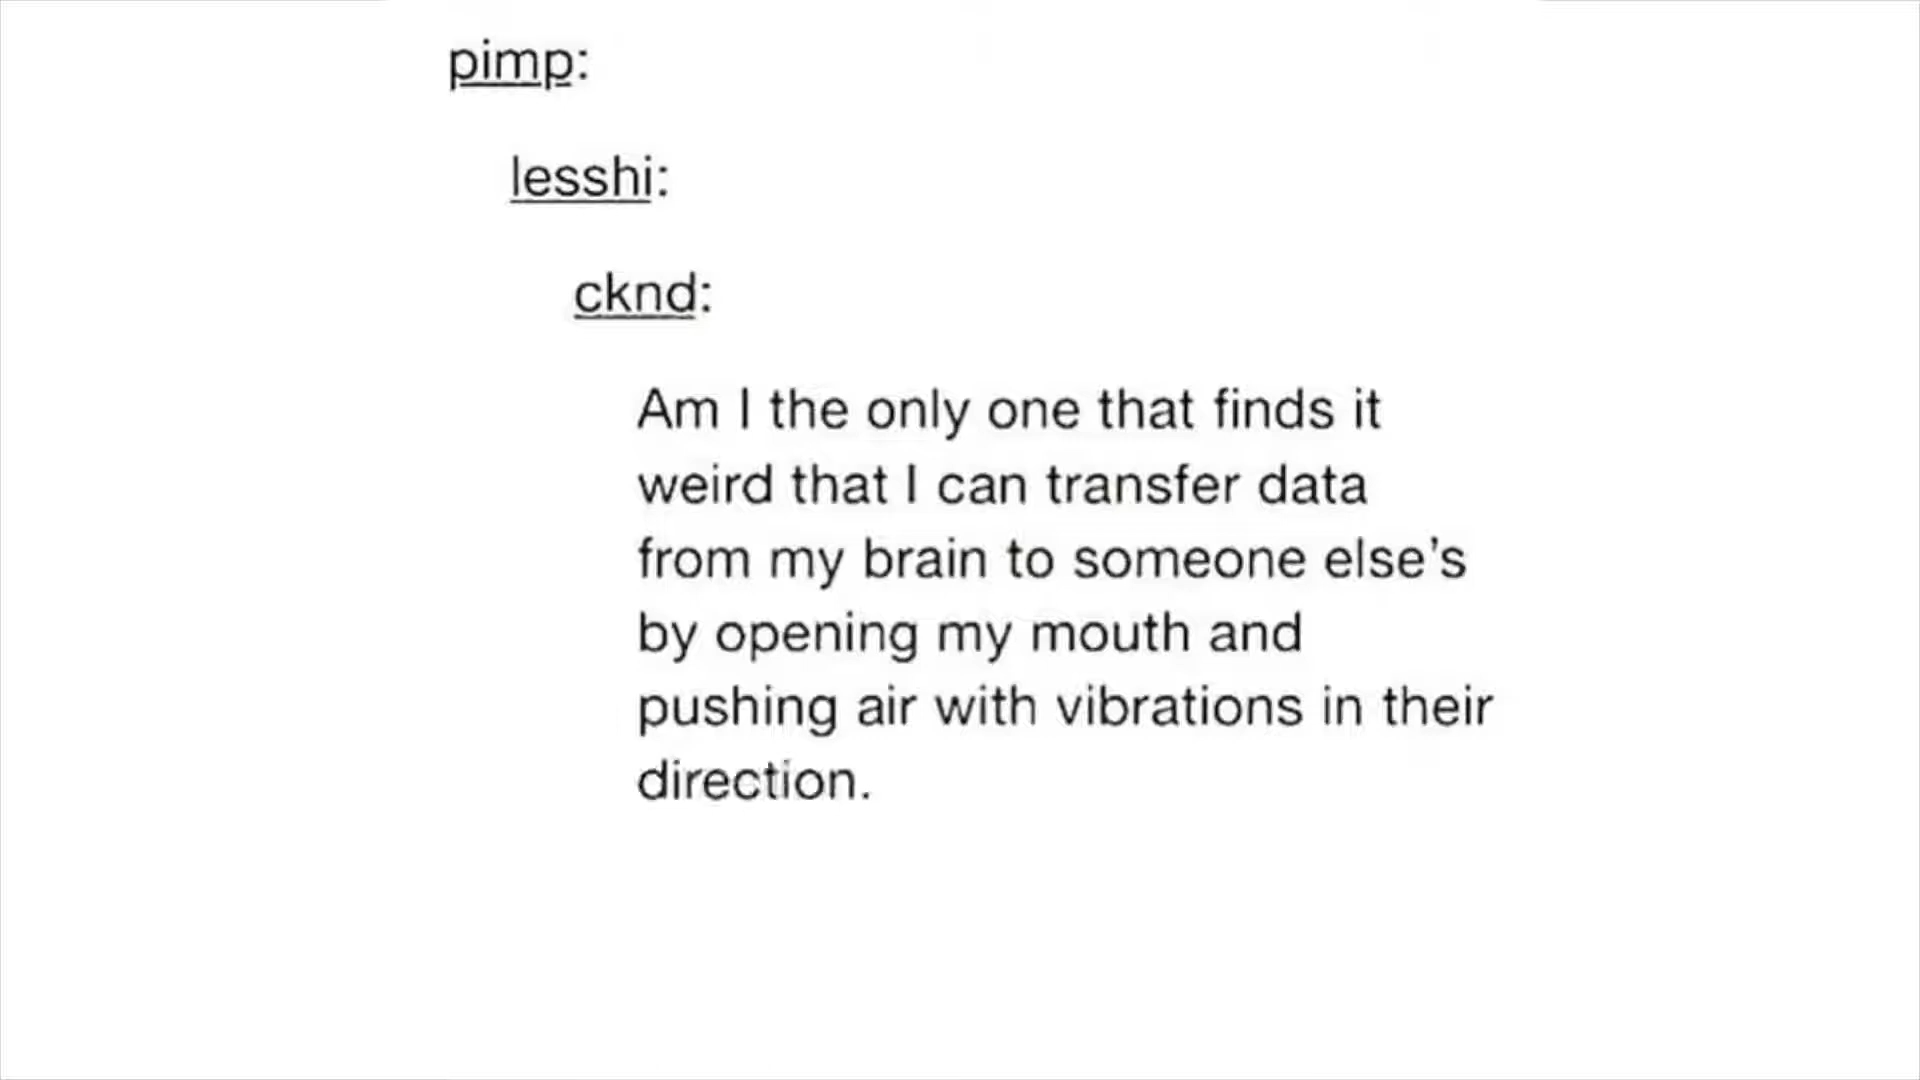 pimp:
lesshi:
cknd:
Am I the only one that finds it
weird that I can transfer data
from my brain to someone else’s
by opening my mouth and
pushing air with vibrations in their
direction.